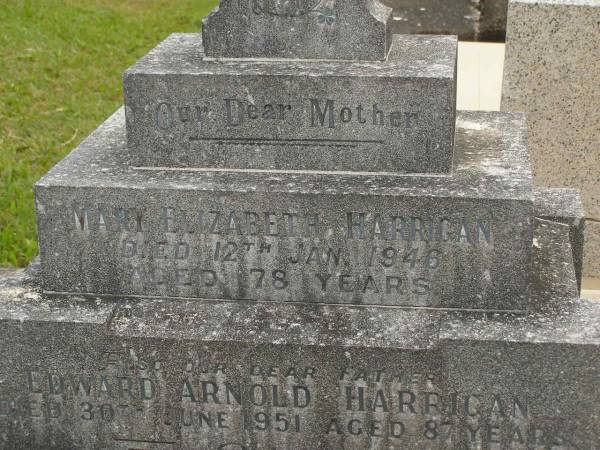 Our Dear Mother
MARY ELIZABETH HARRIGAN
DIED 12TH JAN. 1946
AGED 78 YEARS
ALSO OUR DEAR FATHER
EDWARD ARNOLD HARRIGAN
DIED 30TH JUNE 1951 AGED 87 YEARS